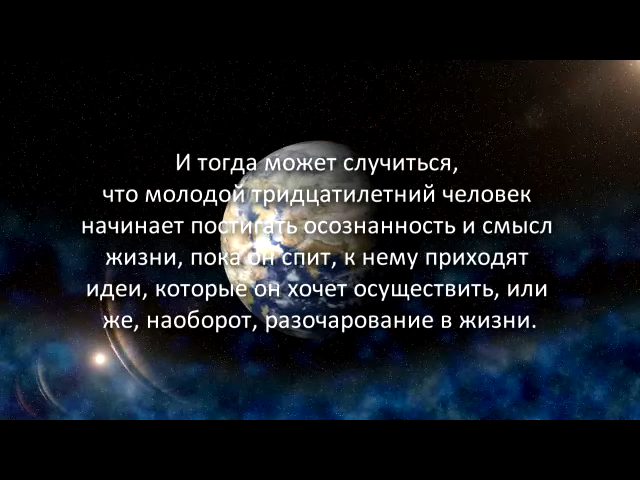 И тогда может случиться,
что молодой тридцатилетний человек
начинает постигать осознанность и смысл
жизни, пока он спит, к нему приходят
идеи, которые он хочет осуществить, или
же, наоборот, разочарование в жизни.